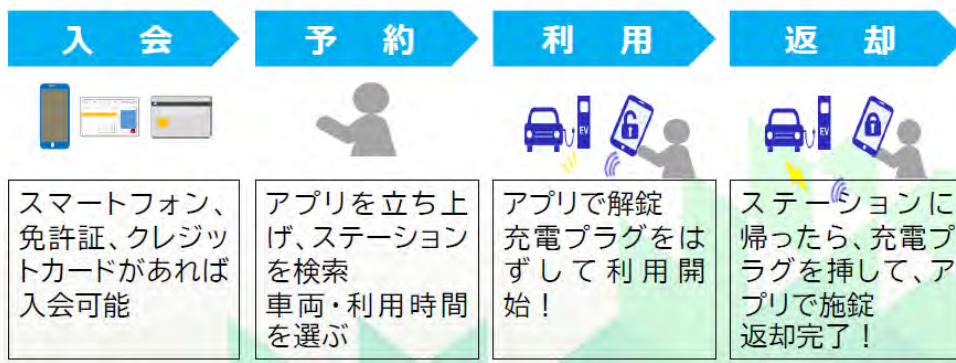 入会
予約
利用
返却
EV
EV
スマートフォン、
免許証、クレジッ
トカードがあれば
入会可能
アプリを立ち上
げ、ステーション
を検索
車両・利用時間
を選ぶ
アプリで解錠
充電プラグをは
ずして利用開
始！
ステーションに
帰ったら、充電プ
ラグを挿して、ア
プリで施錠
返却完了！